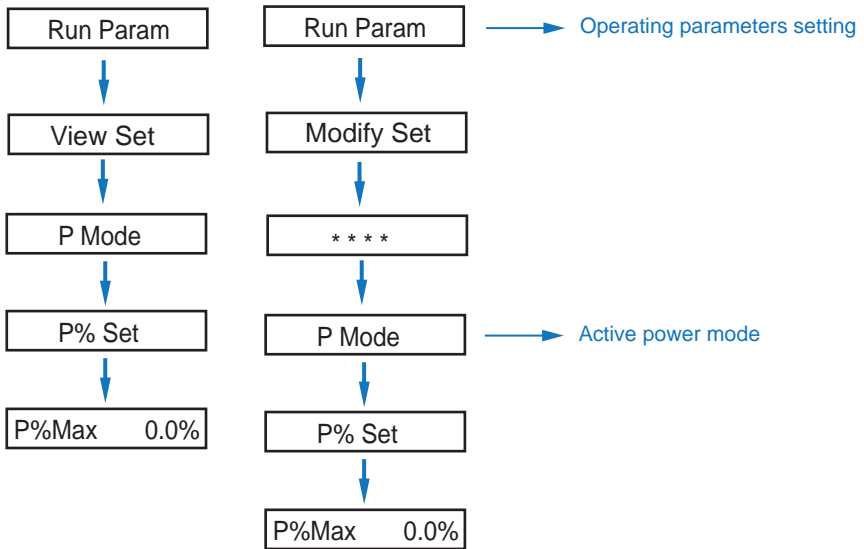 Run Param
View Set
P Mode
P% Set
P%Max 0.0%
Run Param
Operating parameters setting
Modify Set
* * * *
P Mode
Active power mode
P% Set
P%Max 0.0%